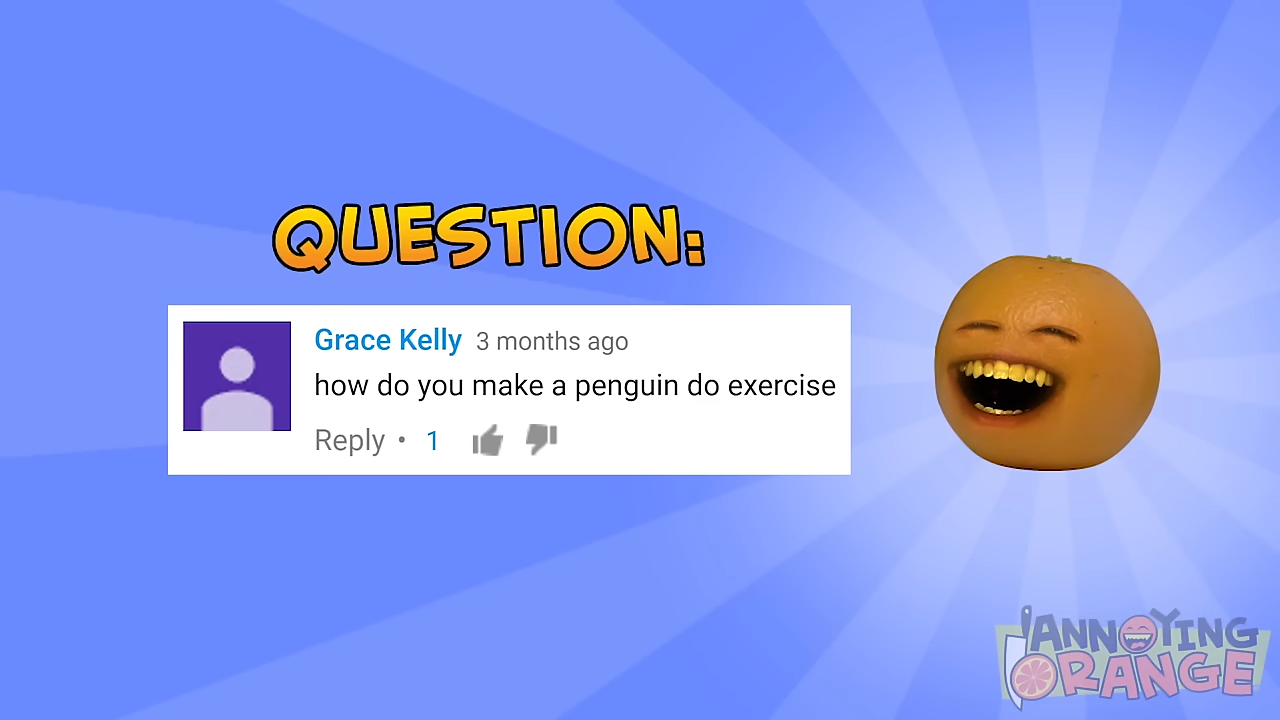 QUESTION:
Grace Kelly 3 months ago
how do you make a penguin do exercise
Reply • 1
ANNOYING
ORANGE